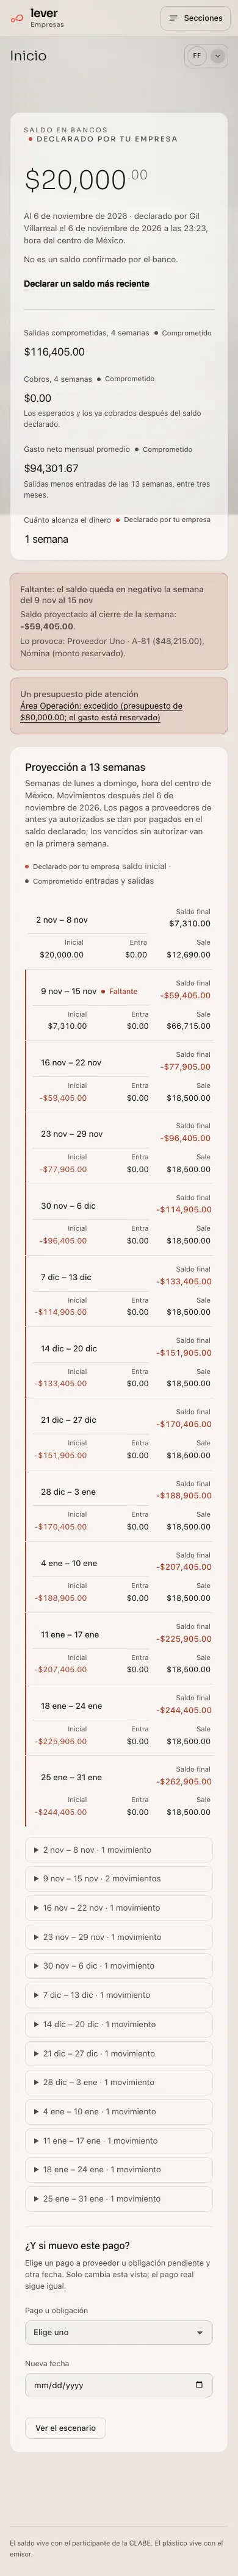 lever
Empresas
Secciones
Inicio
FF
SALDO EN BANCOS
DECLARADO POR TU EMPRESA
$20,000.00
Al 6 de noviembre de 2026 · declarado por Gil
Villarreal el 6 de noviembre de 2026 a las 23:23,
hora del centro de México.
No es un saldo confirmado por el banco.
Declarar un saldo más reciente
Salidas comprometidas, 4 semanas Comprometido
$116,405.00
Cobros, 4 semanas Comprometido
$0.00
Los esperados y los ya cobrados después del saldo
declarado.
Gasto neto mensual promedio Comprometido
$94,301.67
Salidas menos entradas de las 13 semanas, entre tres
meses.
Cuánto alcanza el dinero Declarado por tu empresa
1 semana
Faltante: el saldo queda en negativo la semana
del 9 nov al 15 nov
Saldo proyectado al cierre de la semana:
-$59,405.00.
Lo provoca: Proveedor Uno · A-81 ($48,215.00),
Nómina (monto reservado).
Un presupuesto pide atención
Área Operación: excedido (presupuesto de
$80,000.00; el gasto está reservado)
Proyección a 13 semanas
Semanas de lunes a domingo, hora del centro de
México. Movimientos después del 6 de
noviembre de 2026. Los pagos a proveedores de
antes ya autorizados se dan por pagados en el
saldo declarado; los vencidos sin autorizar van
en la primera semana.
Declarado por tu empresa saldo inicial ·
Comprometido entradas y salidas
2 nov – 8 nov
Saldo final
$7,310.00
Inicial Entra Sale
$20,000.00 $0.00 $12,690.00
9 nov – 15 nov Faltante
Saldo final
-$59,405.00
Inicial Entra Sale
$7,310.00 $0.00 $66,715.00
16 nov – 22 nov
Saldo final
-$77,905.00
Inicial Entra Sale
-$59,405.00 $0.00 $18,500.00
23 nov – 29 nov
Saldo final
-$96,405.00
Inicial Entra Sale
-$77,905.00 $0.00 $18,500.00
30 nov – 6 dic
Saldo final
-$114,905.00
Inicial Entra Sale
-$96,405.00 $0.00 $18,500.00
7 dic – 13 dic
Saldo final
-$133,405.00
Inicial Entra Sale
-$114,905.00 $0.00 $18,500.00
14 dic – 20 dic
Saldo final
-$151,905.00
Inicial Entra Sale
-$133,405.00 $0.00 $18,500.00
21 dic – 27 dic
Saldo final
-$170,405.00
Inicial Entra Sale
-$151,905.00 $0.00 $18,500.00
28 dic – 3 ene
Saldo final
-$188,905.00
Inicial Entra Sale
-$170,405.00 $0.00 $18,500.00
4 ene – 10 ene
Saldo final
-$207,405.00
Inicial Entra Sale
-$188,905.00 $0.00 $18,500.00
11 ene – 17 ene
Saldo final
-$225,905.00
Inicial Entra Sale
-$207,405.00 $0.00 $18,500.00
18 ene – 24 ene
Saldo final
-$244,405.00
Inicial Entra Sale
-$225,905.00 $0.00 $18,500.00
25 ene – 31 ene
Saldo final
-$262,905.00
Inicial Entra Sale
-$244,405.00 $0.00 $18,500.00
2 nov – 8 nov · 1 movimiento
9 nov – 15 nov · 2 movimientos
16 nov – 22 nov · 1 movimiento
23 nov – 29 nov · 1 movimiento
30 nov – 6 dic · 1 movimiento
7 dic – 13 dic · 1 movimiento
14 dic – 20 dic · 1 movimiento
21 dic – 27 dic · 1 movimiento
28 dic – 3 ene · 1 movimiento
4 ene – 10 ene · 1 movimiento
11 ene – 17 ene · 1 movimiento
18 ene – 24 ene · 1 movimiento
25 ene – 31 ene · 1 movimiento
¿Y si muevo este pago?
Elige un pago a proveedor u obligación pendiente y
otra fecha. Solo cambia esta vista; el pago real
sigue igual.
Pago u obligación
Elige uno
Nueva fecha
mm/dd/yyyy
Ver el escenario
El saldo vive con el participante de la CLABE. El plástico vive con el
emisor.